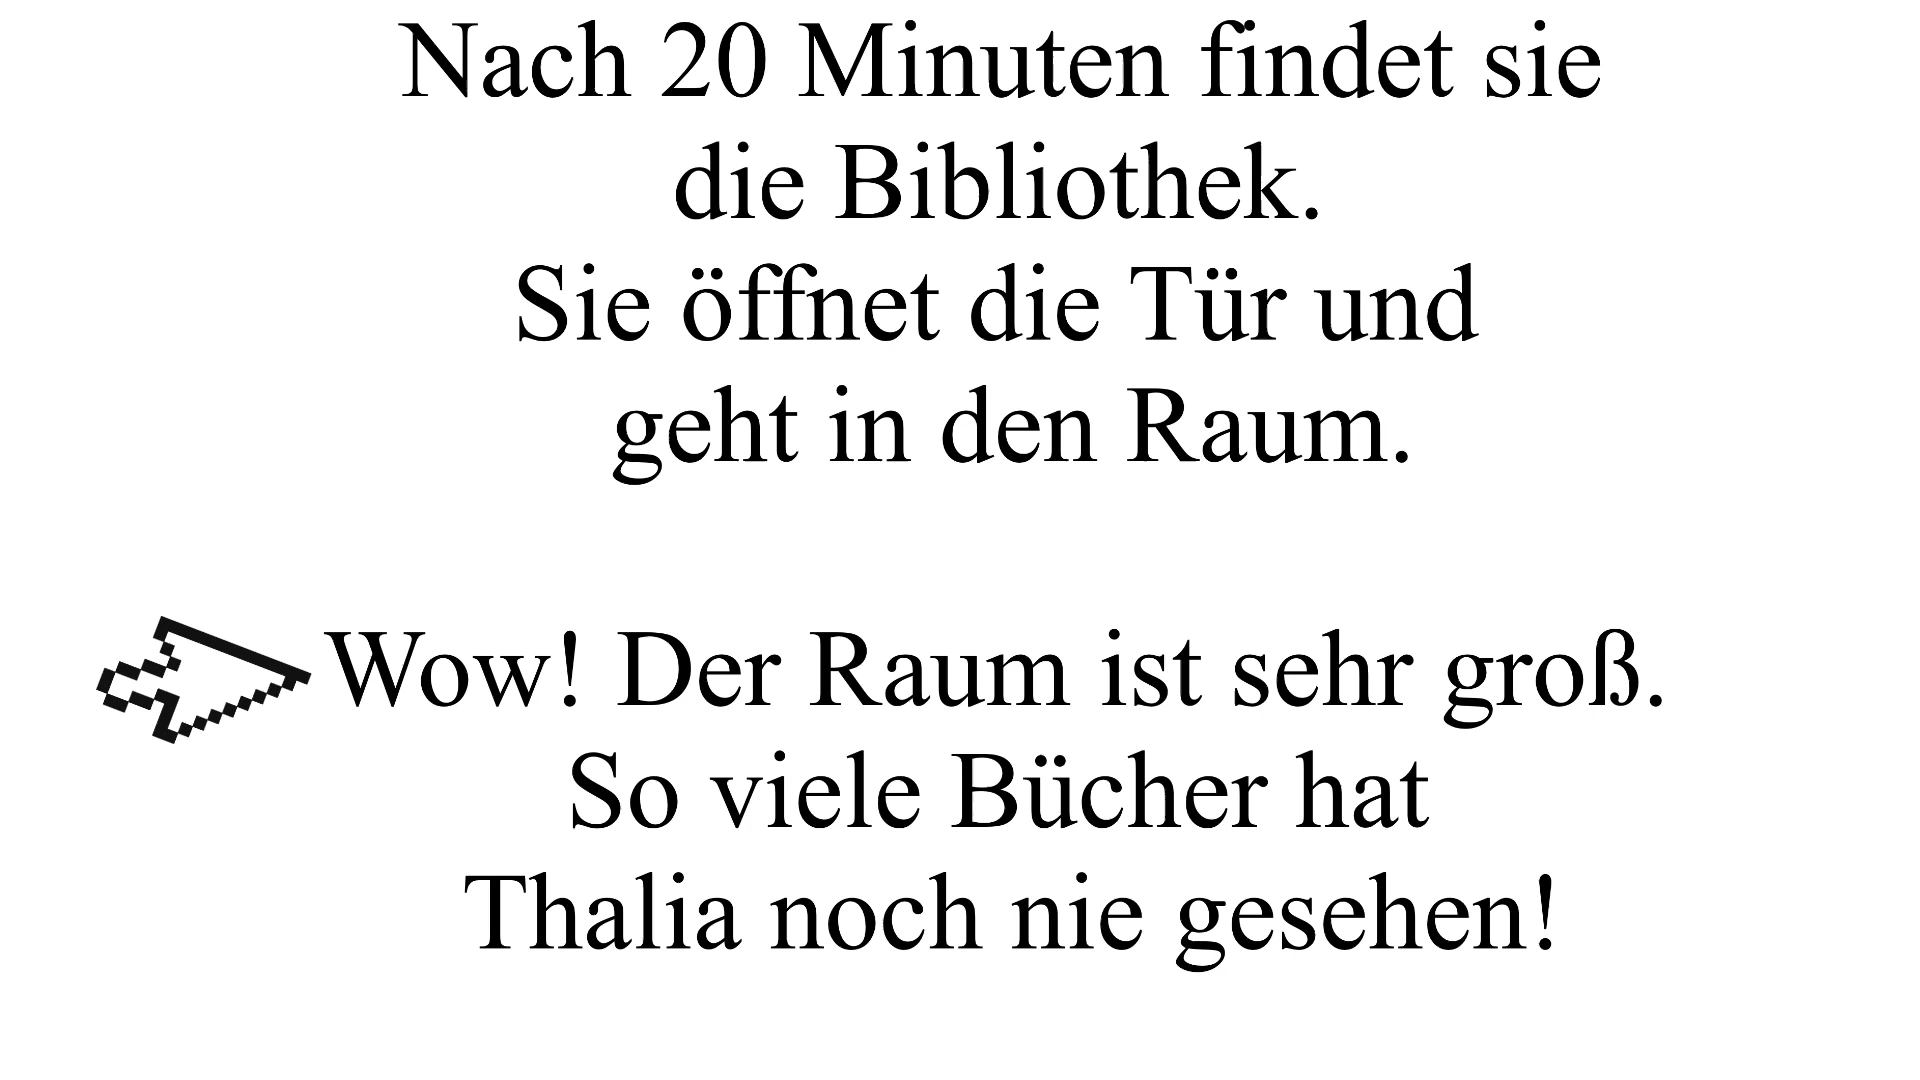 Nach 20 Minuten findet sie
die Bibliothek.
Sie öffnet die Tür und
geht in den Raum.
Wow! Der Raum ist sehr groß.
So viele Bücher hat
Thalia noch nie gesehen!